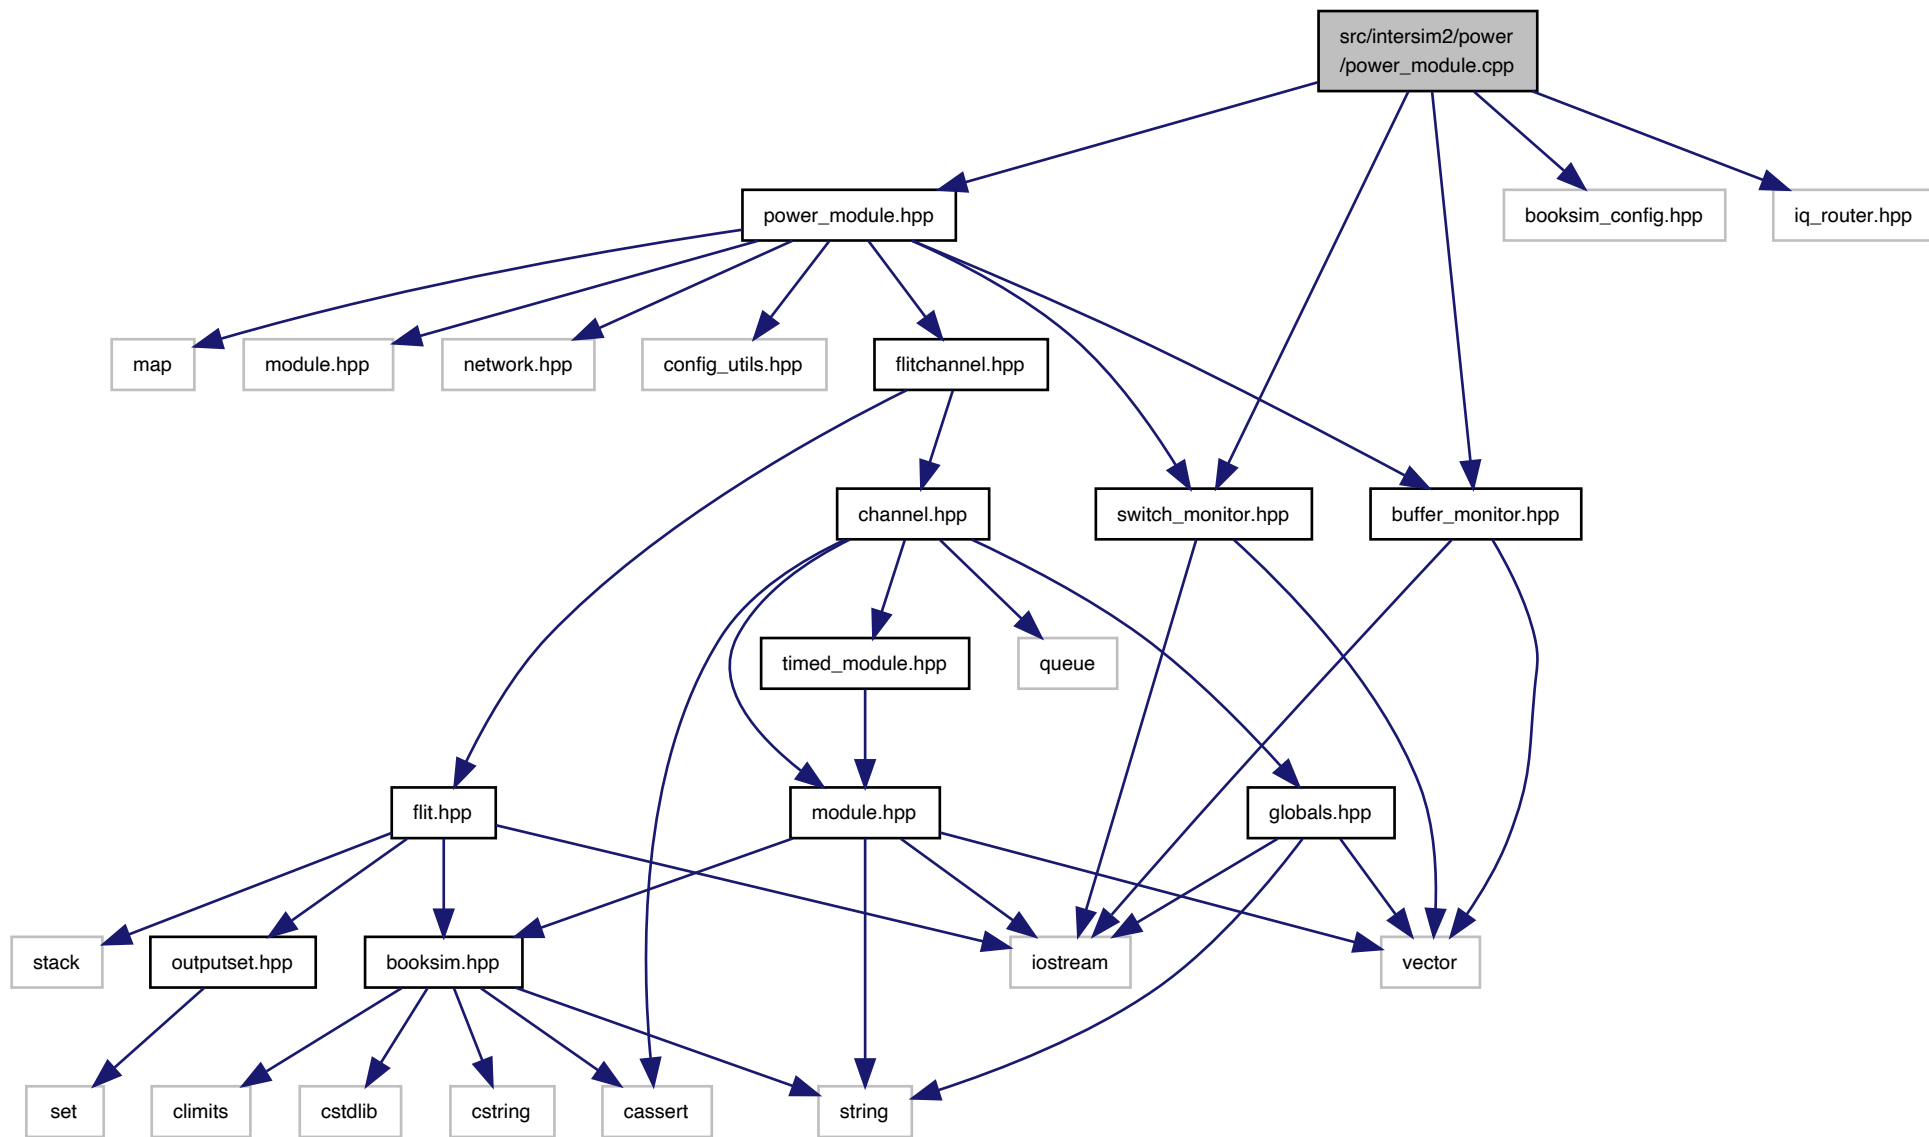 src/intersim2/power
/power_module.cpp
power_module.hpp
booksim_config.hpp
iq_router.hpp
map
module.hpp
network.hpp
config_utils.hpp
flitchannel.hpp
channel.hpp
switch_monitor.hpp
buffer_monitor.hpp
timed_module.hpp
queue
flit.hpp
module.hpp
globals.hpp
stack
outputset.hpp
booksim.hpp
iostream
vector
set
climits
cstdlib
cstring
cassert
string